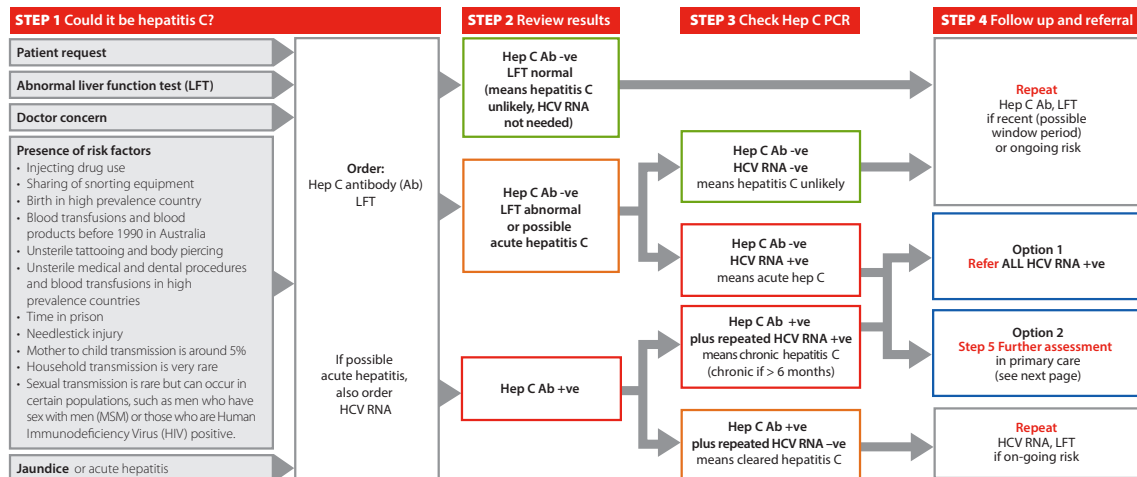 STEP 1 Could it be hepatitis C?
Patient request
Abnormal liver function test (LFT)
Doctor concern
Presence of risk factors
• Injecting drug use
• Sharing of snorting equipment
• Birth in high prevalence country
• Blood transfusions and blood
products before 1990 in Australia
• Unsterile tattooing and body piercing
• Unsterile medical and dental procedures
and blood transfusions in high
prevalence countries
• Time in prison
• Needlestick injury
• Mother to child transmission is around 5%
• Household transmission is very rare
• Sexual transmission is rare but can occur in
certain populations, such as men who have
sex with men (MSM) or those who are Human
Immunodeficiency Virus (HIV) positive.
Jaundice or acute hepatitis
Order:
Hep C antibody (Ab)
LFT
If possible
acute hepatitis,
also order
HCV RNA
STEP 2 Review results
Hep C Ab -ve
LFT normal
(means hepatitis C
unlikely, HCV RNA
not needed)
Hep C Ab -ve
LFT abnormal
or possible
acute hepatitis C
Hep C Ab +ve
STEP 3 Check Hep C PCR
Hep C Ab -ve
HCV RNA -ve
means hepatitis C unlikely
Hep C Ab -ve
HCV RNA +ve
means acute hep C
Hep C Ab +ve
plus repeated HCV RNA +ve
means chronic hepatitis C
(chronic if > 6 months)
Hep C Ab +ve
plus repeated HCV RNA –ve
means cleared hepatitis C
STEP 4 Follow up and referral
Repeat
Hep C Ab, LFT
if recent (possible
window period)
or ongoing risk
Option 1
Refer ALL HCV RNA +ve
Option 2
Step 5 Further assessment
in primary care
(see next page)
Repeat
HCV RNA, LFT
if on-going risk